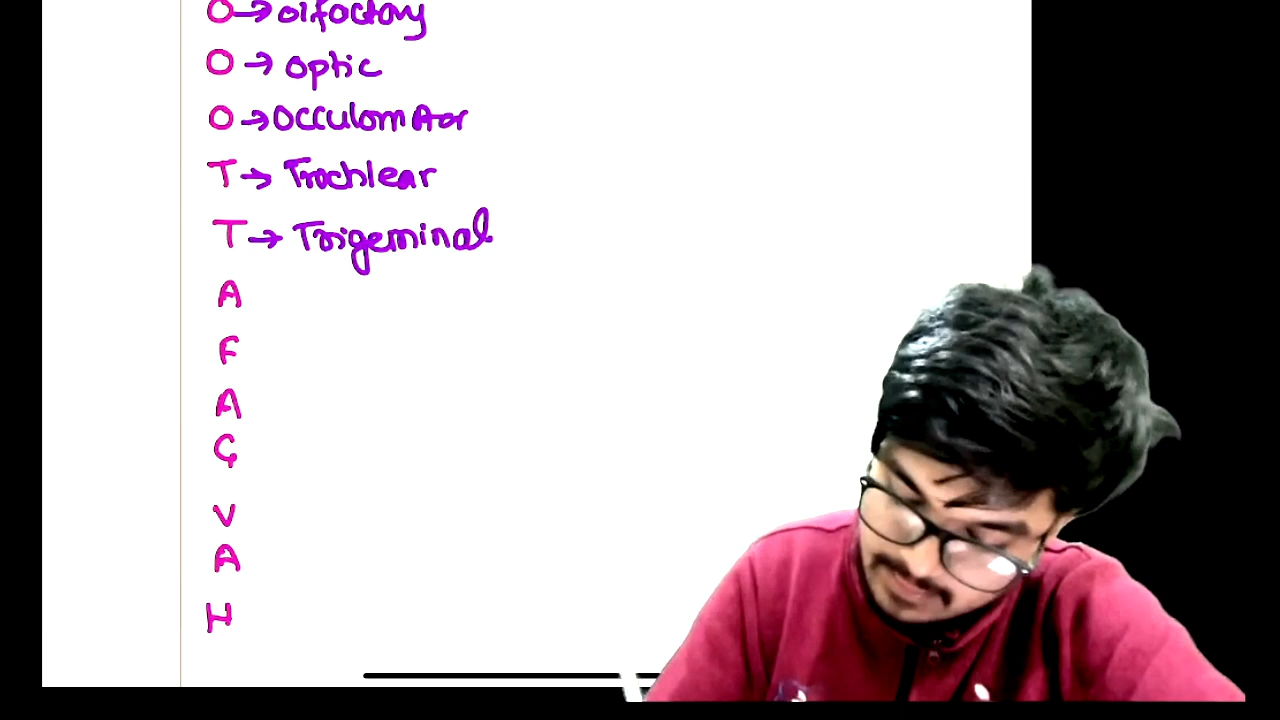 O→olfactory
O→optic
O→Occulomotor
T→Trochlear
T→Trigeminal
A
F
A
G
V
A
H